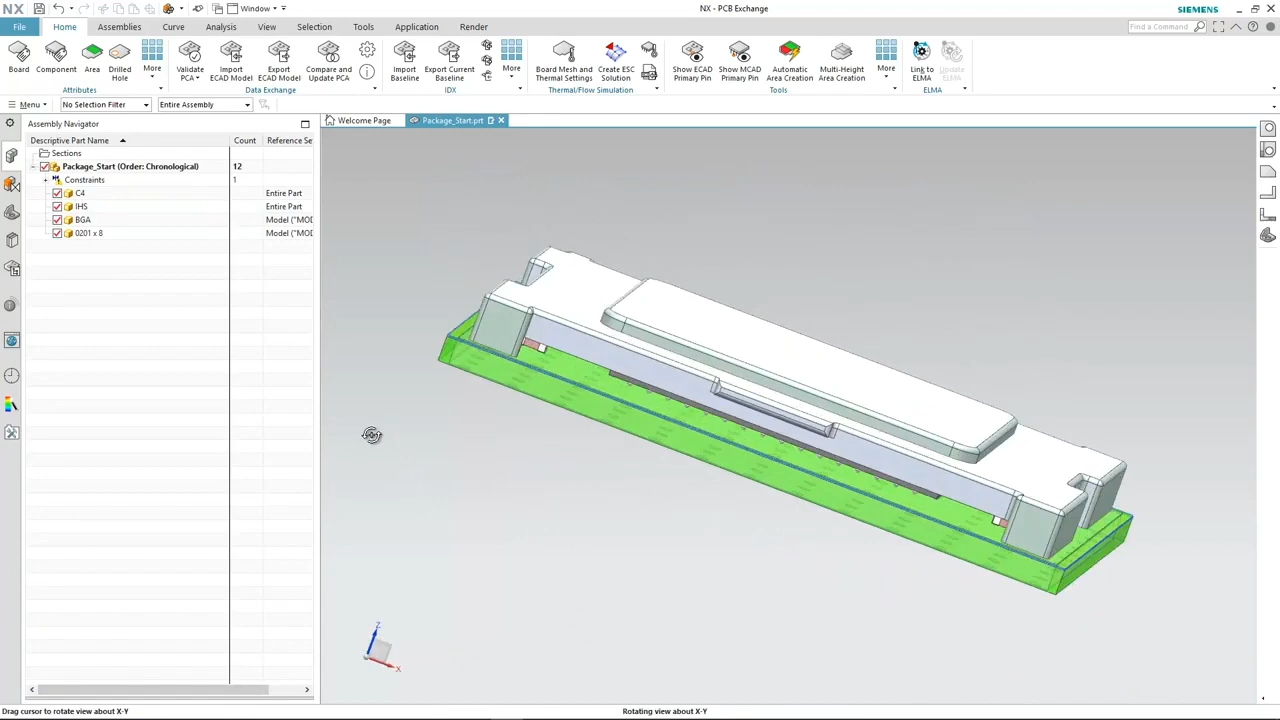 NX Window NX - PCB Exchange SIEMENS
File Home Assemblies Curve Analysis View Selection Tools Application Render Find a Command
Board Component Area Drilled Hole More Validate PCA Import ECAD Model Export ECAD Model Compare and Update PCA Import Baseline Export Current Baseline More Board Mesh and Thermal Settings Create ESC Solution Show ECAD Primary Pin Show MCAD Primary Pin Automatic Area Creation Multi-Height Area Creation More Link to ELMA Update ELMA
Attributes Data Exchange IDX Thermal/Flow Simulation Tools ELMA
Menu No Selection Filter Entire Assembly
Assembly Navigator Welcome Page Package_Start.prt
Descriptive Part Name Count Reference Se
Sections
Package_Start (Order: Chronological) 12
Constraints 1
C4 Entire Part
IHS Entire Part
BGA Model ("MOD
0201 x 8 Model ("MOD
Z
X
Drag cursor to rotate view about X-Y Rotating view about X-Y